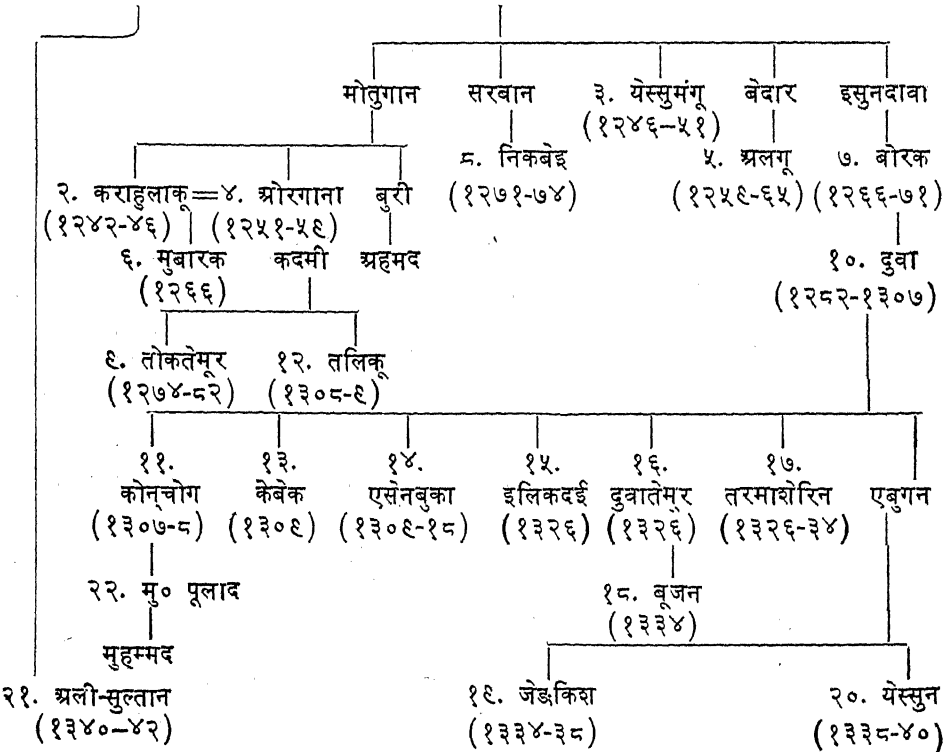 मोतुगान सरवान ३. येस्सुमंगू बेदार इसुनदावा
(१२४६–५१)
८. निकबेइ ५. अलगू ७. बोरक
२. कराहुलाकू=४. ओरगाना बुरी (१२७१-७४) (१२५९-६५) (१२६६-७१)
(१२४२-४६) (१२५१-५९)
६. मुबारक कदमी अहमद १०. दुवा
(१२६६) (१२८२-१३०७)
९. तोकतेमूर १२. तलिकू
(१२७४-८२) (१३०८-९)
११. १३. १४. १५. १६. १७.
कोन्चोग केबेक एसेनबुका इलिकदई दुवातेमूर तरमाशेरिन एबुगन
(१३०७-८) (१३०९) (१३०९-१८) (१३२६) (१३२६) (१३२६-३४)
२२. मु० पूलाद १८. बूजन
(१३३४)
मुहम्मद
२१. अली-सुल्तान १९. जेङकिश २०. येस्सुन
(१३४०–४२) (१३३४-३८) (१३३८-४०)